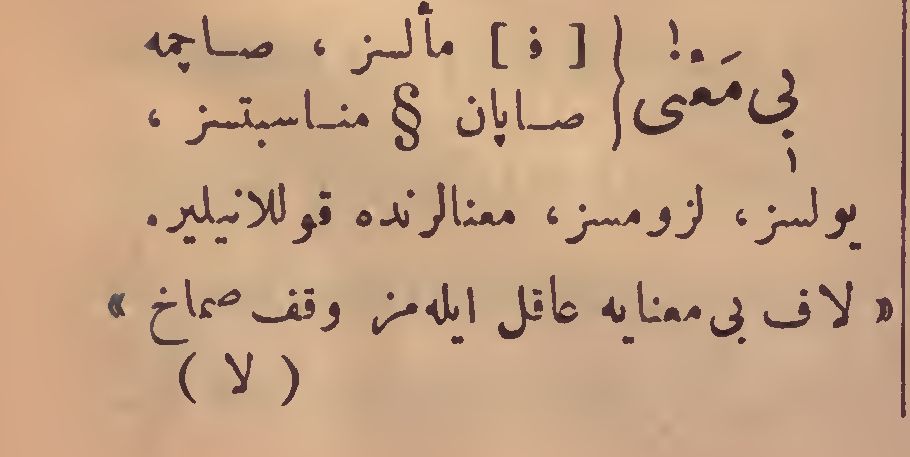 بی مَعْنٰی { [ ف ] مألسز ، صاچمه
صاپان § مناسبتسز ،
یولسز ، لزومسز ، معنالرنده قوللانیلیر .
« لاف بی معنایه عاقل ایله‌مز وقف صماخ »
( لا )